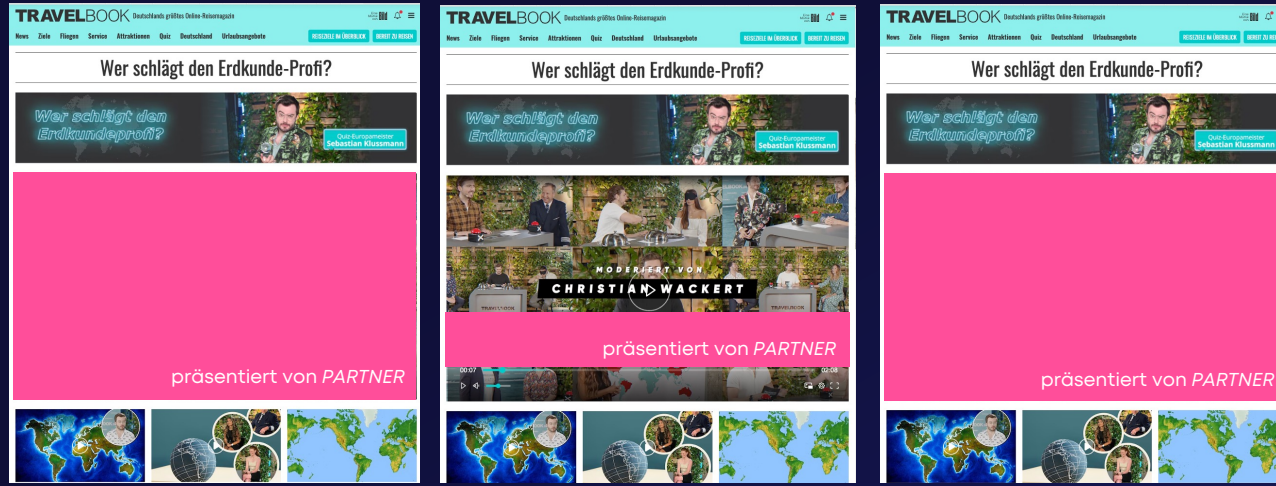 TRAVELBOOK Deutschlands größtes Online-Reisemagazin
News Ziele Fliegen Service Attraktionen Quiz Deutschland Urlaubsangebote REISEZIELE IM ÜBERBLICK BEREIT ZU REISEN
Wer schlägt den Erdkunde-Profi?
Wer schlägt den
Erdkundeprofi?
Quiz-Europameister
Sebastian Klussmann
präsentiert von PARTNER
TRAVELBOOK Deutschlands größtes Online-Reisemagazin
News Ziele Fliegen Service Attraktionen Quiz Deutschland Urlaubsangebote REISEZIELE IM ÜBERBLICK BEREIT ZU REISEN
Wer schlägt den Erdkunde-Profi?
Wer schlägt den
Erdkundeprofi?
Quiz-Europameister
Sebastian Klussmann
MODERIERT VON
CHRISTIAN WACKERT
präsentiert von PARTNER
00:07 02:08
TRAVELBOOK Deutschlands größtes Online-Reisemagazin
News Ziele Fliegen Service Attraktionen Quiz Deutschland Urlaubsangebote REISEZIELE IM ÜBERBLICK BEREIT ZU REISEN
Wer schlägt den Erdkunde-Profi?
Wer schlägt den
Erdkundeprofi?
Quiz-Europameister
Sebastian Klussmann
präsentiert von PARTNER